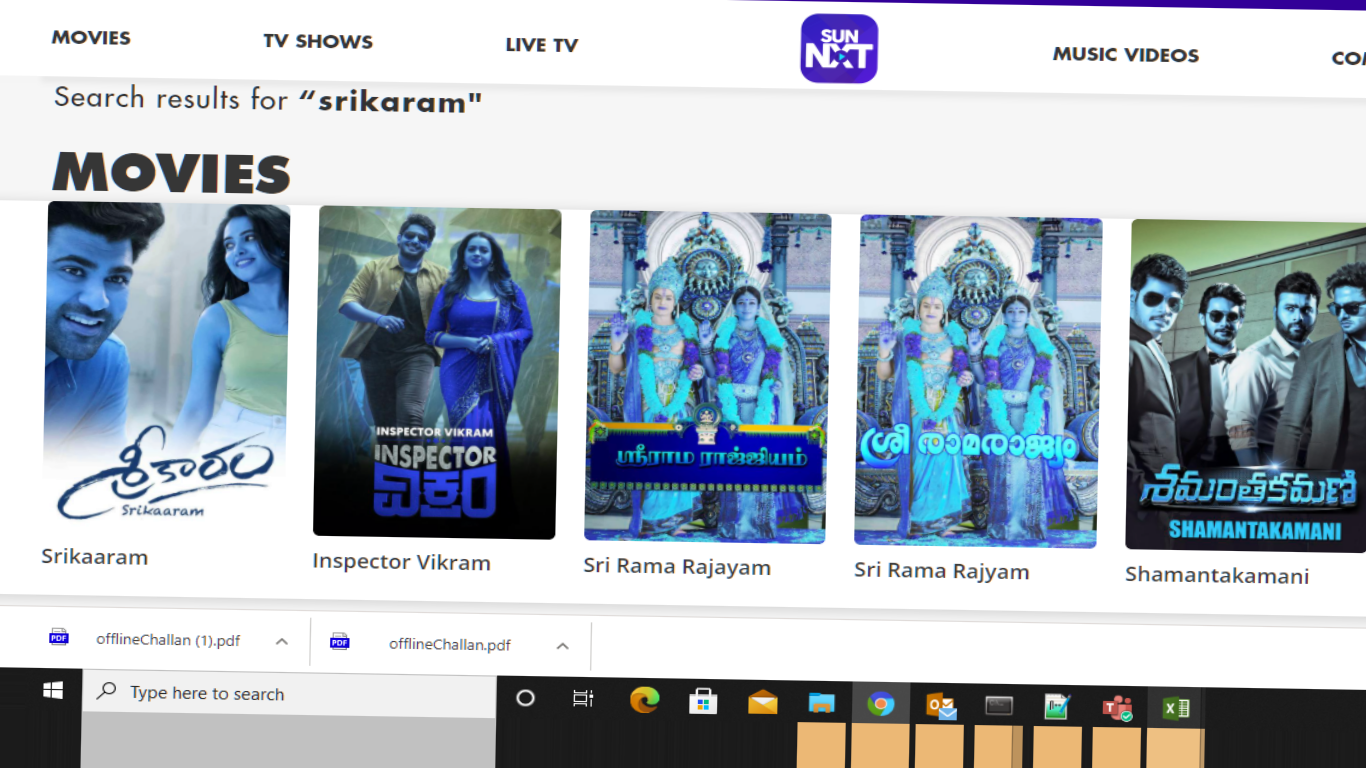 MOVIES
TV SHOWS
LIVE TV
SUN
NXT
MUSIC VIDEOS
Search results for “srikaram"
MOVIES
శ్రీకారం
Srikaaram
INSPECTOR VIKRAM
INSPECTOR
ವಿಕ್ರಂ
ஸ்ரீராம ராஜ்ஜியம்
ശ്രീ രാമരാജ്യം
శమంతకమణి
SHAMANTAKAMANI
Srikaaram
Inspector Vikram
Sri Rama Rajayam
Sri Rama Rajyam
Shamantakamani
PDF
offlineChallan (1).pdf
PDF
offlineChallan.pdf
Type here to search